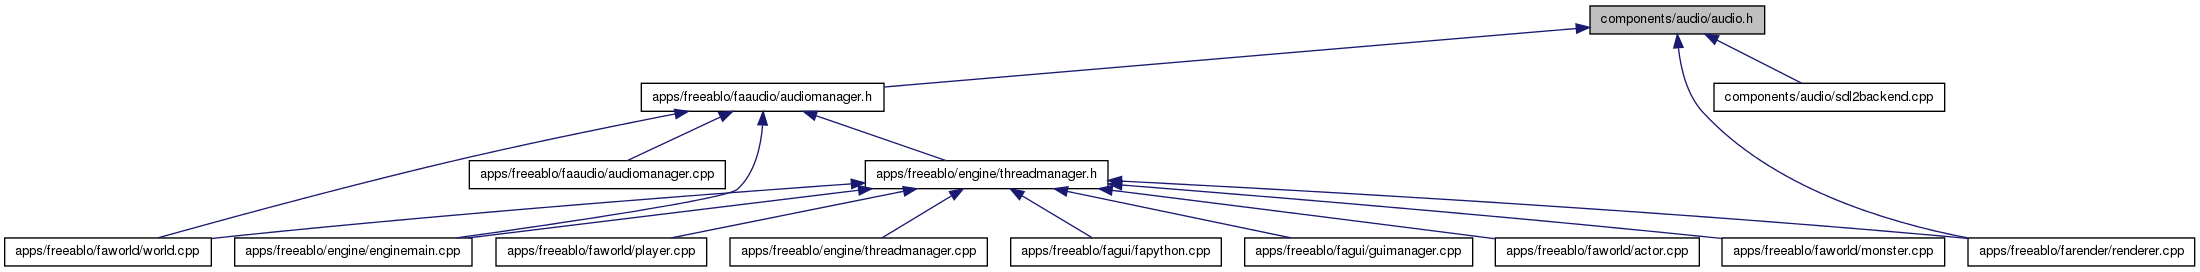 components/audio/audio.h
apps/freeablo/faaudio/audiomanager.h
components/audio/sdl2backend.cpp
apps/freeablo/faaudio/audiomanager.cpp
apps/freeablo/engine/threadmanager.h
apps/freeablo/faworld/world.cpp
apps/freeablo/engine/enginemain.cpp
apps/freeablo/faworld/player.cpp
apps/freeablo/engine/threadmanager.cpp
apps/freeablo/fagui/fapython.cpp
apps/freeablo/fagui/guimanager.cpp
apps/freeablo/faworld/actor.cpp
apps/freeablo/faworld/monster.cpp
apps/freeablo/farender/renderer.cpp